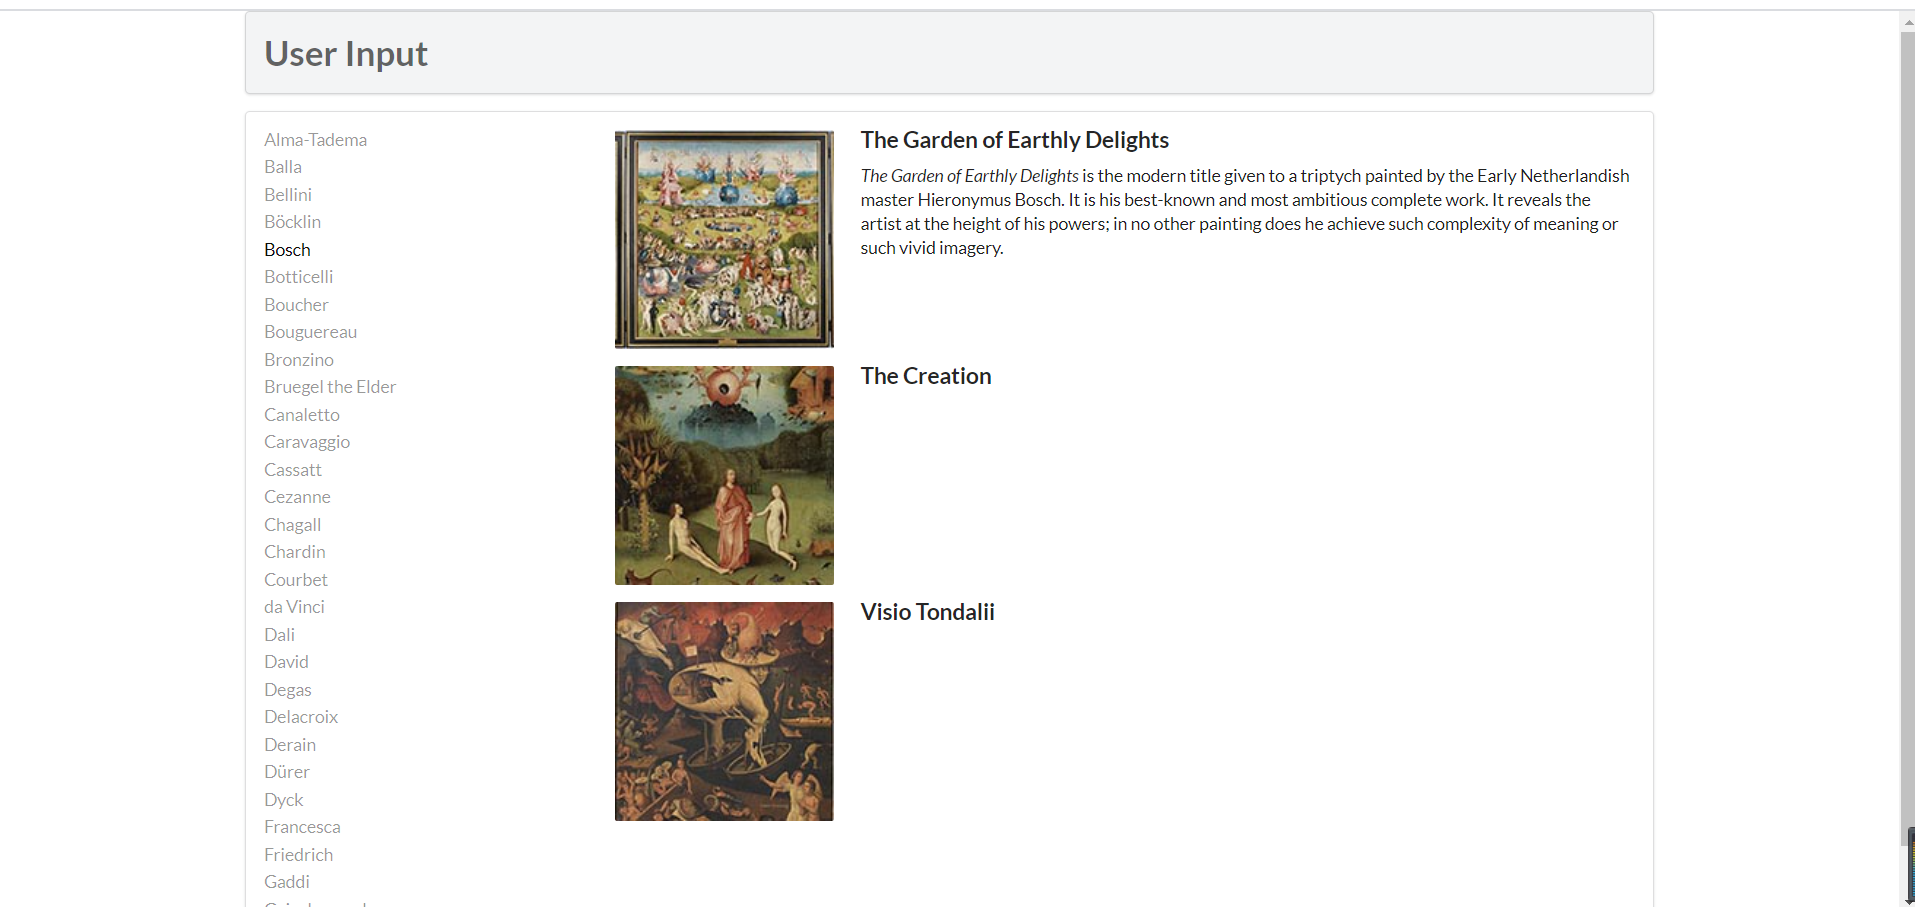 User Input
Alma-Tadema
Balla
Bellini
Böcklin
Bosch
Botticelli
Boucher
Bouguereau
Bronzino
Bruegel the Elder
Canaletto
Caravaggio
Cassatt
Cezanne
Chagall
Chardin
Courbet
da Vinci
Dali
David
Degas
Delacroix
Derain
Dürer
Dyck
Francesca
Friedrich
Gaddi
The Garden of Earthly Delights
The Garden of Earthly Delights is the modern title given to a triptych painted by the Early Netherlandish
master Hieronymus Bosch. It is his best-known and most ambitious complete work. It reveals the
artist at the height of his powers; in no other painting does he achieve such complexity of meaning or
such vivid imagery.
The Creation
Visio Tondalii